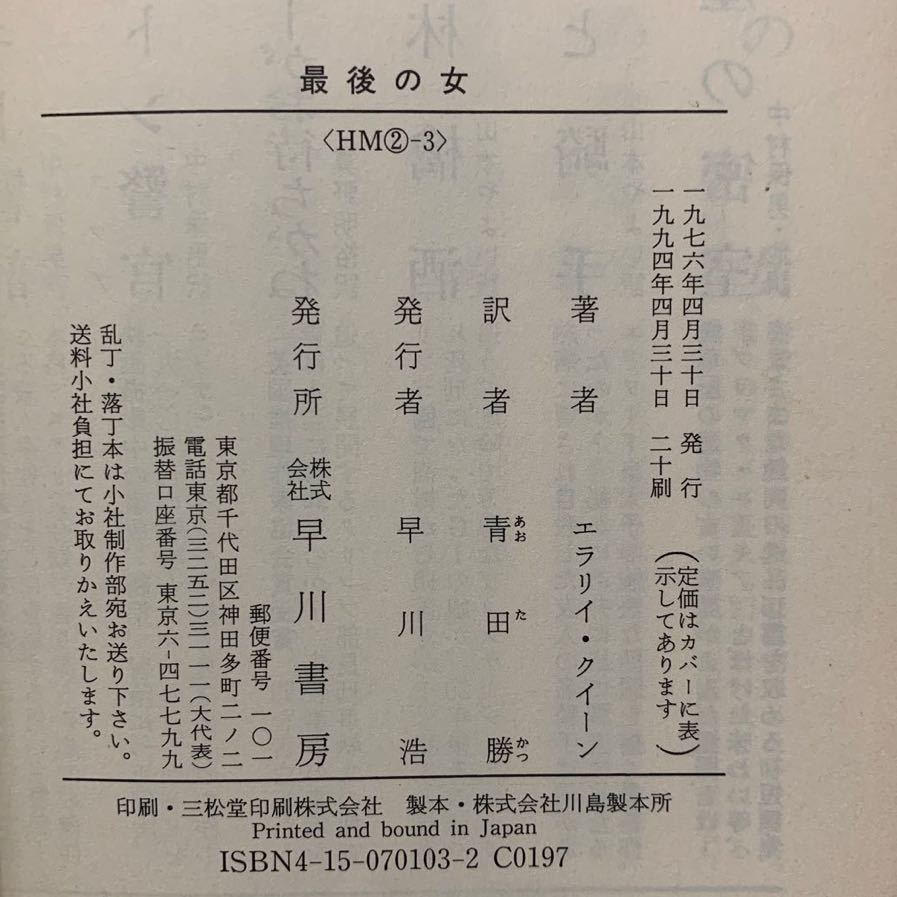 最後の女
〈HM②-3〉
一九七六年四月三十日 発行
一九九四年四月三十日 二十刷
(定価はカバーに表
示してあります)
著者 エラリイ・クイーン
訳者 青田勝
あおたかつ
発行者 早川浩
発行所 株式会社 早川書房
郵便番号 一〇一
東京都千代田区神田多町二ノ二
電話東京(三二五二)三一一一(大代表)
振替口座番号 東京六-四七七九九
乱丁・落丁本は小社制作部宛お送り下さい。
送料小社負担にてお取りかえいたします。
印刷・三松堂印刷株式会社 製本・株式会社川島製本所
Printed and bound in Japan
ISBN4-15-070103-2 C0197